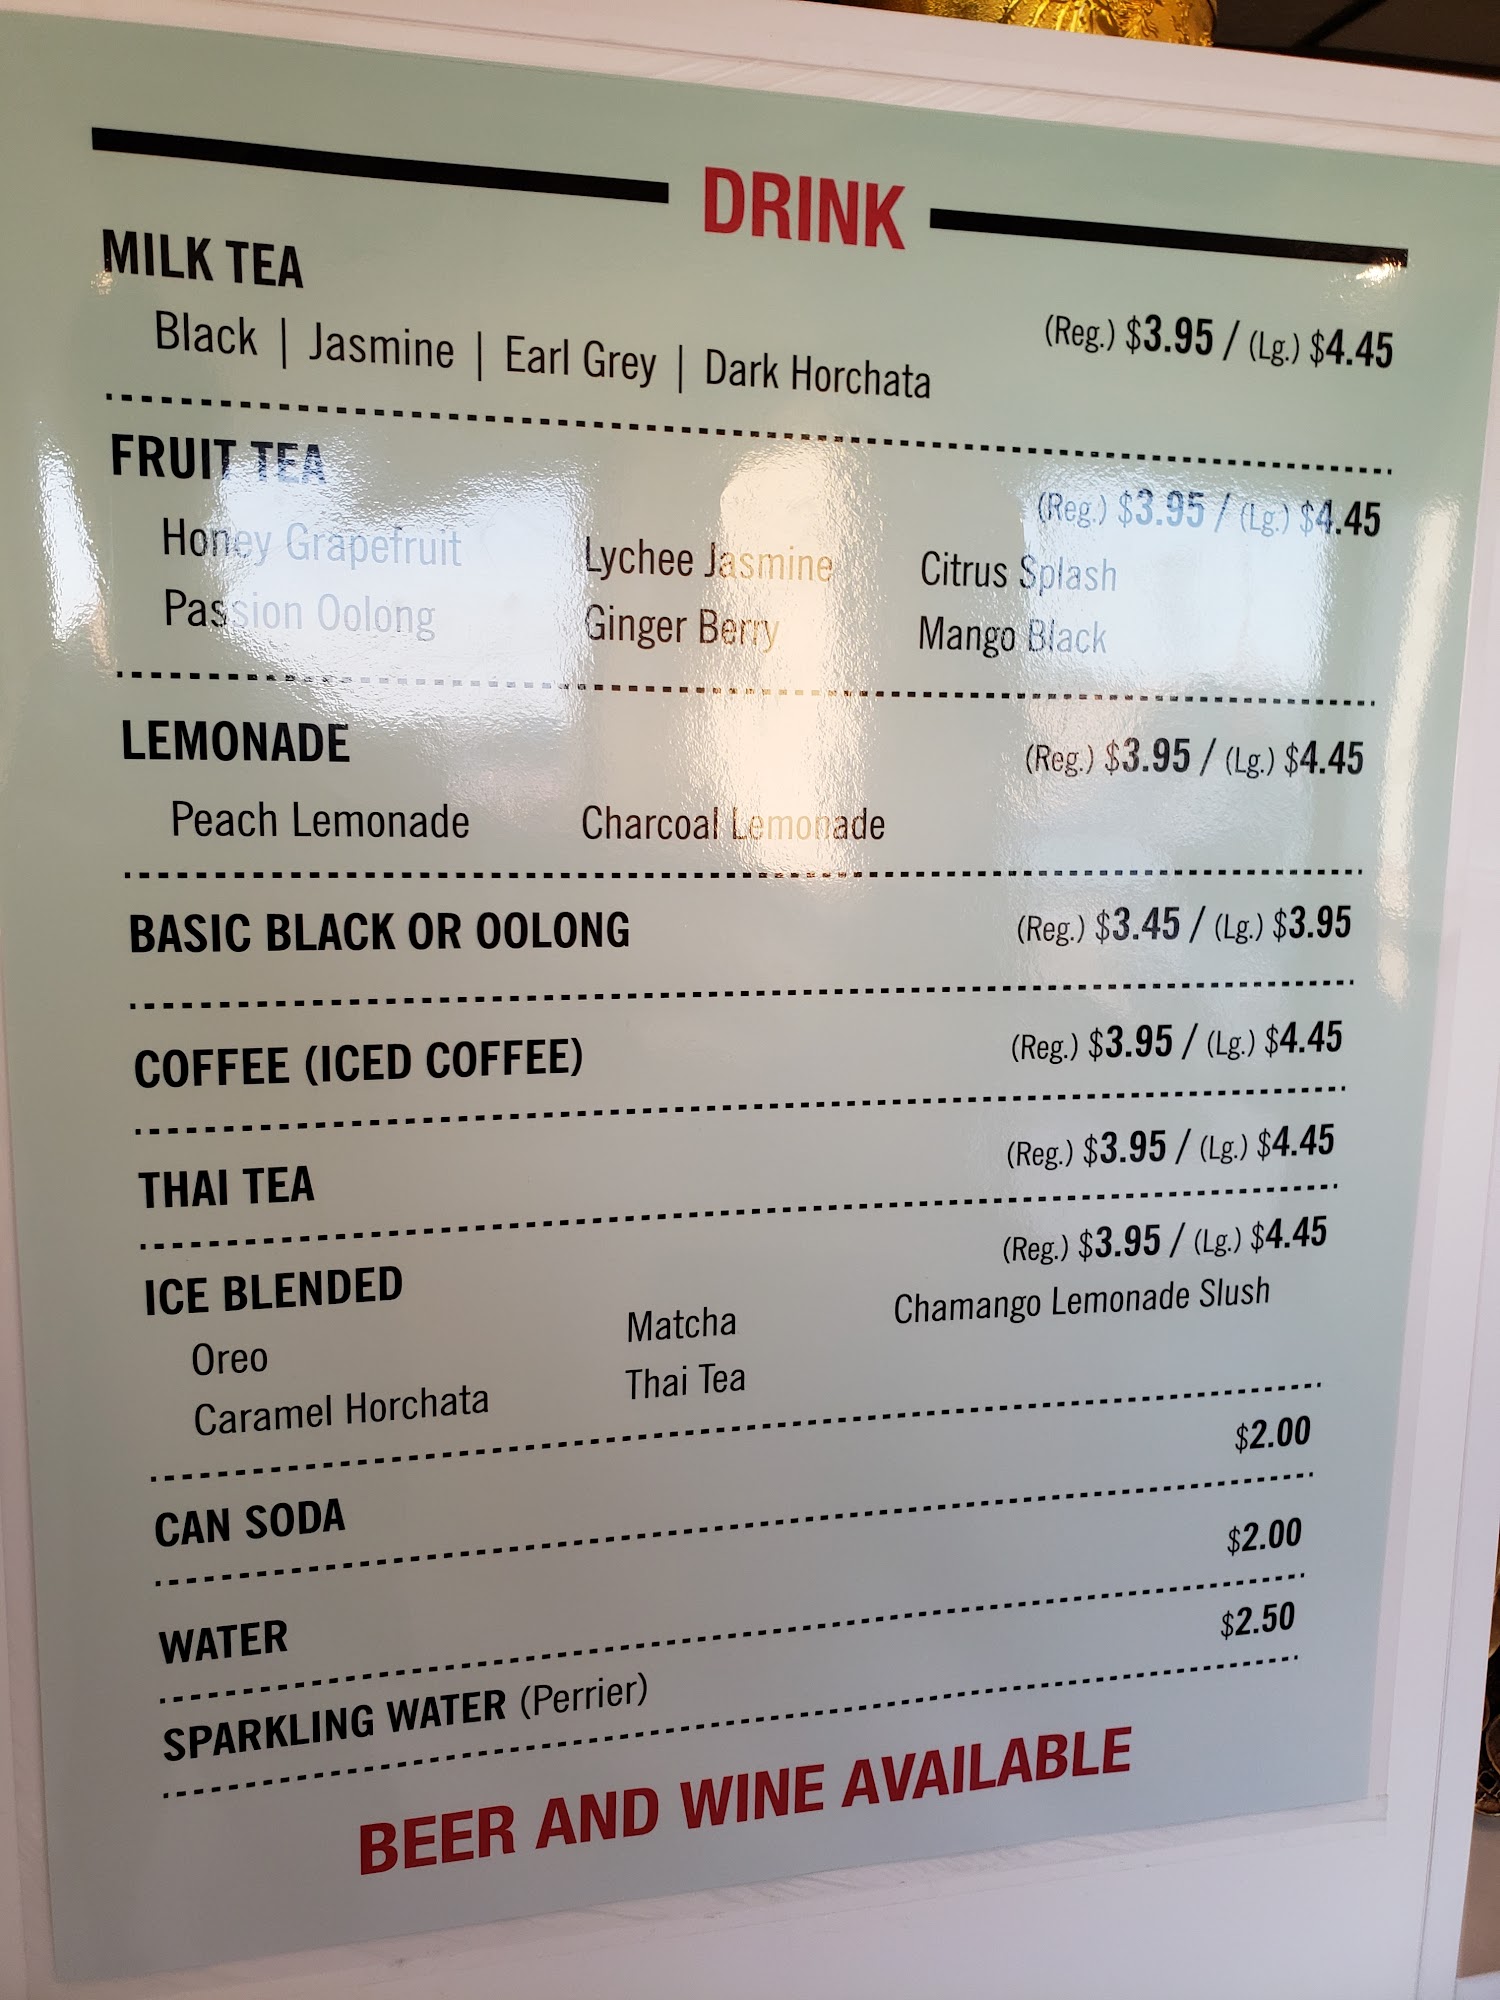 DRINK
MILK TEA
(Reg.) $3.95 / (Lg.) $4.45
Black | Jasmine | Earl Grey | Dark Horchata
FRUIT TEA
(Reg.) $3.95 / (Lg.) $4.45
Honey Grapefruit Lychee Jasmine Citrus Splash
Passion Oolong Ginger Berry Mango Black
LEMONADE (Reg.) $3.95 / (Lg.) $4.45
Peach Lemonade Charcoal Lemonade
BASIC BLACK OR OOLONG (Reg.) $3.45 / (Lg.) $3.95
COFFEE (ICED COFFEE) (Reg.) $3.95 / (Lg.) $4.45
THAI TEA (Reg.) $3.95 / (Lg.) $4.45
ICE BLENDED (Reg.) $3.95 / (Lg.) $4.45
Oreo Matcha Chamango Lemonade Slush
Caramel Horchata Thai Tea
CAN SODA $2.00
WATER $2.00
SPARKLING WATER (Perrier) $2.50
BEER AND WINE AVAILABLE